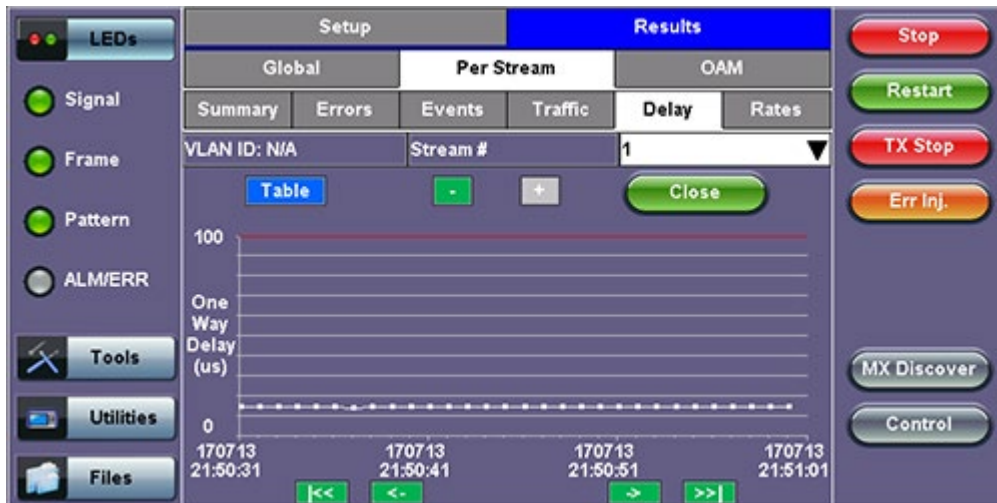 LEDs
Signal
Frame
Pattern
ALM/ERR
Tools
Utilities
Files
Setup Results
Global Per Stream OAM
Summary Errors Events Traffic Delay Rates
VLAN ID: N/A Stream # 1
Table - + Close
100
One
Way
Delay
(us)
0
170713 170713 170713 170713
21:50:31 21:50:41 21:50:51 21:51:01
|<< <- -> >>|
Stop
Restart
TX Stop
Err Inj.
MX Discover
Control